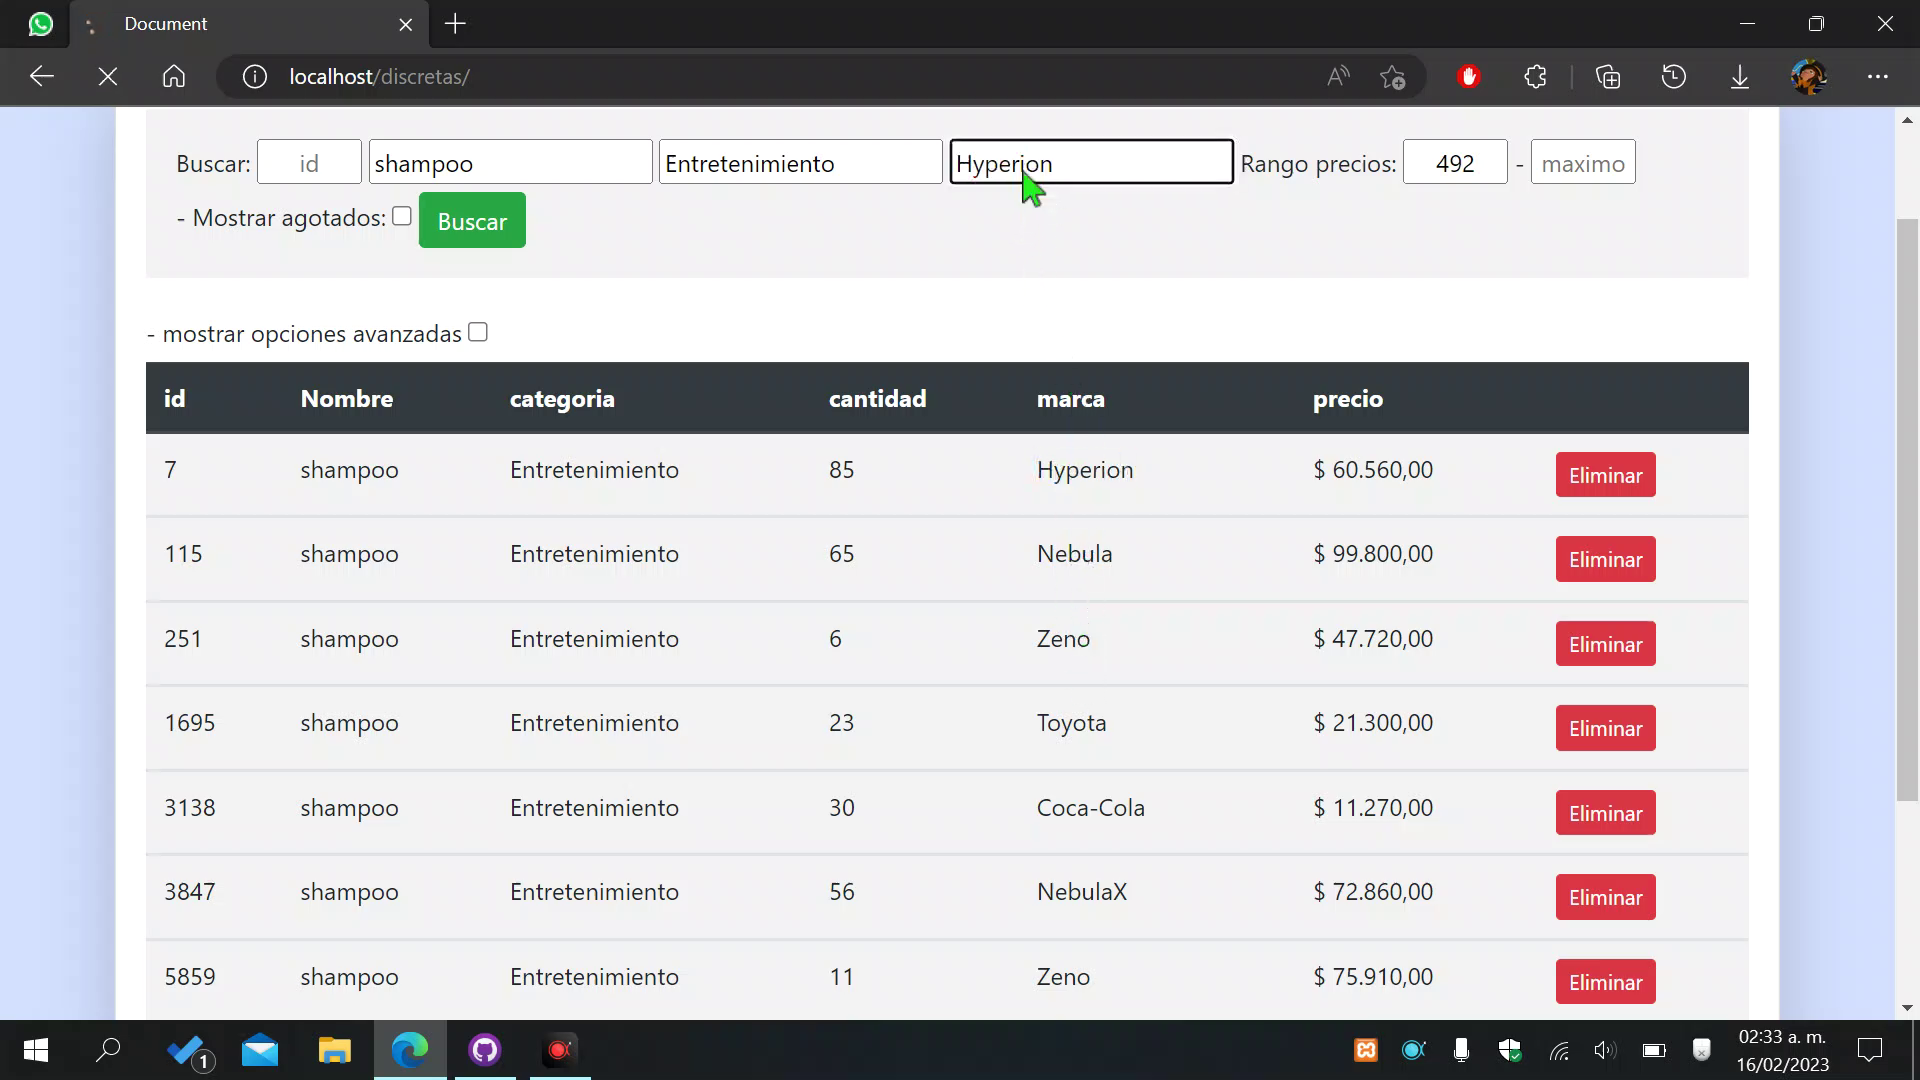 Document
localhost/discretas/
Buscar: id shampoo Entretenimiento Hyperion Rango precios: 492 - maximo
- Mostrar agotados: Buscar
- mostrar opciones avanzadas
id Nombre categoria cantidad marca precio
7 shampoo Entretenimiento 85 Hyperion $ 60.560,00 Eliminar
115 shampoo Entretenimiento 65 Nebula $ 99.800,00 Eliminar
251 shampoo Entretenimiento 6 Zeno $ 47.720,00 Eliminar
1695 shampoo Entretenimiento 23 Toyota $ 21.300,00 Eliminar
3138 shampoo Entretenimiento 30 Coca-Cola $ 11.270,00 Eliminar
3847 shampoo Entretenimiento 56 NebulaX $ 72.860,00 Eliminar
5859 shampoo Entretenimiento 11 Zeno $ 75.910,00 Eliminar
1
02:33 a. m.
16/02/2023